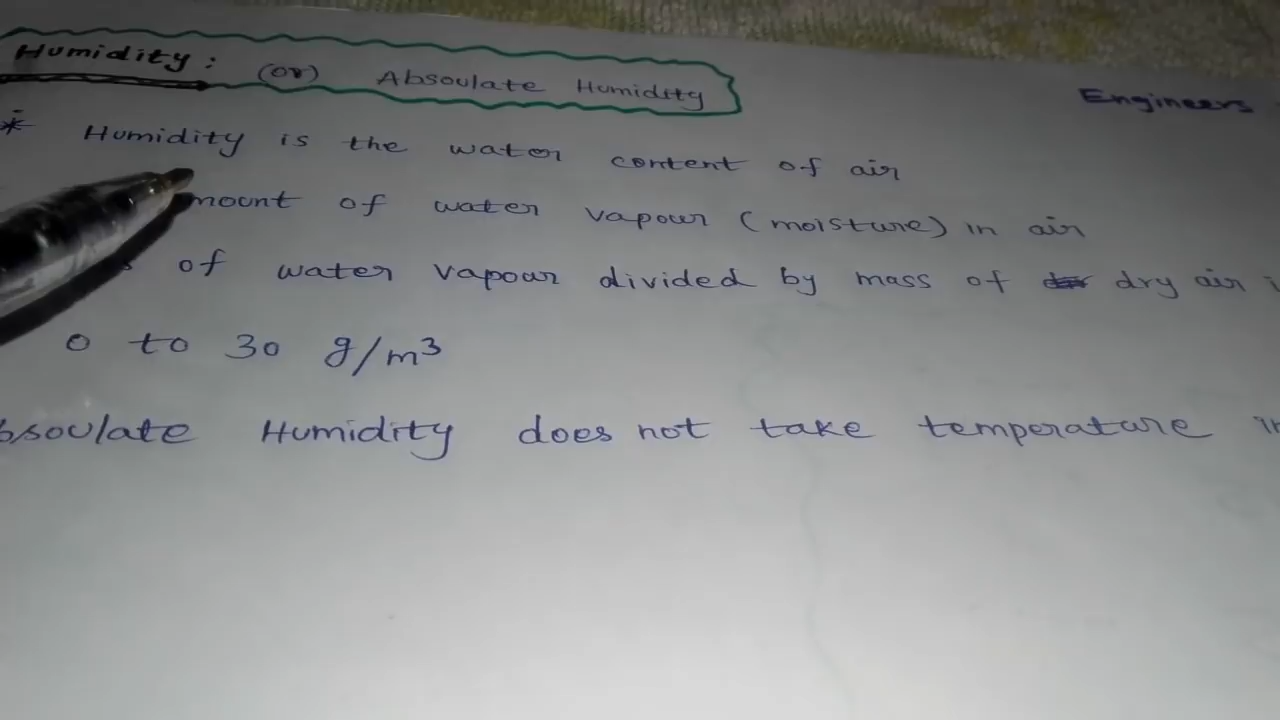 Humidity: (or) Absoulate Humidity
Engineers
* Humidity is the water content of air
mount of water vapour (moisture) in air
of water vapour divided by mass of dry air
0 to 30 g/m³
bsoulate Humidity does not take temperature in